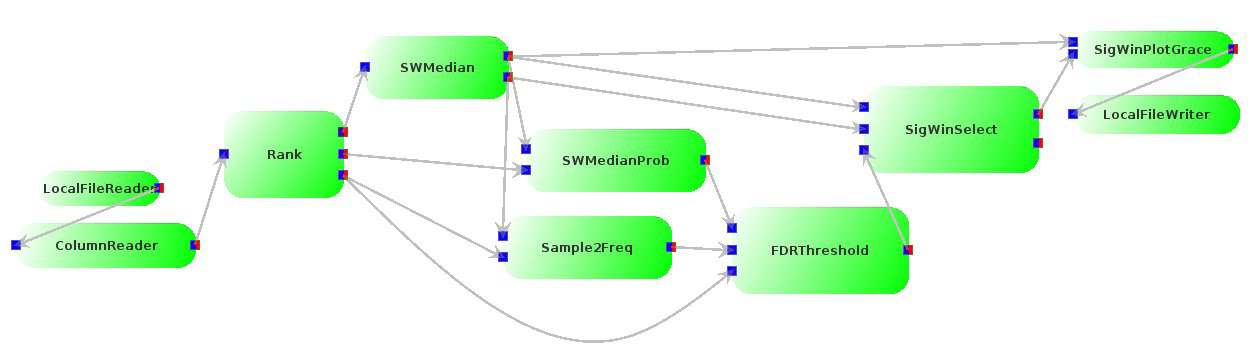 SWMedian
SigWinPlotGrace
LocalFileWriter
SigWinSelect
Rank
SWMedianProb
LocalFileReader
ColumnReader
Sample2Freq
FDRThreshold